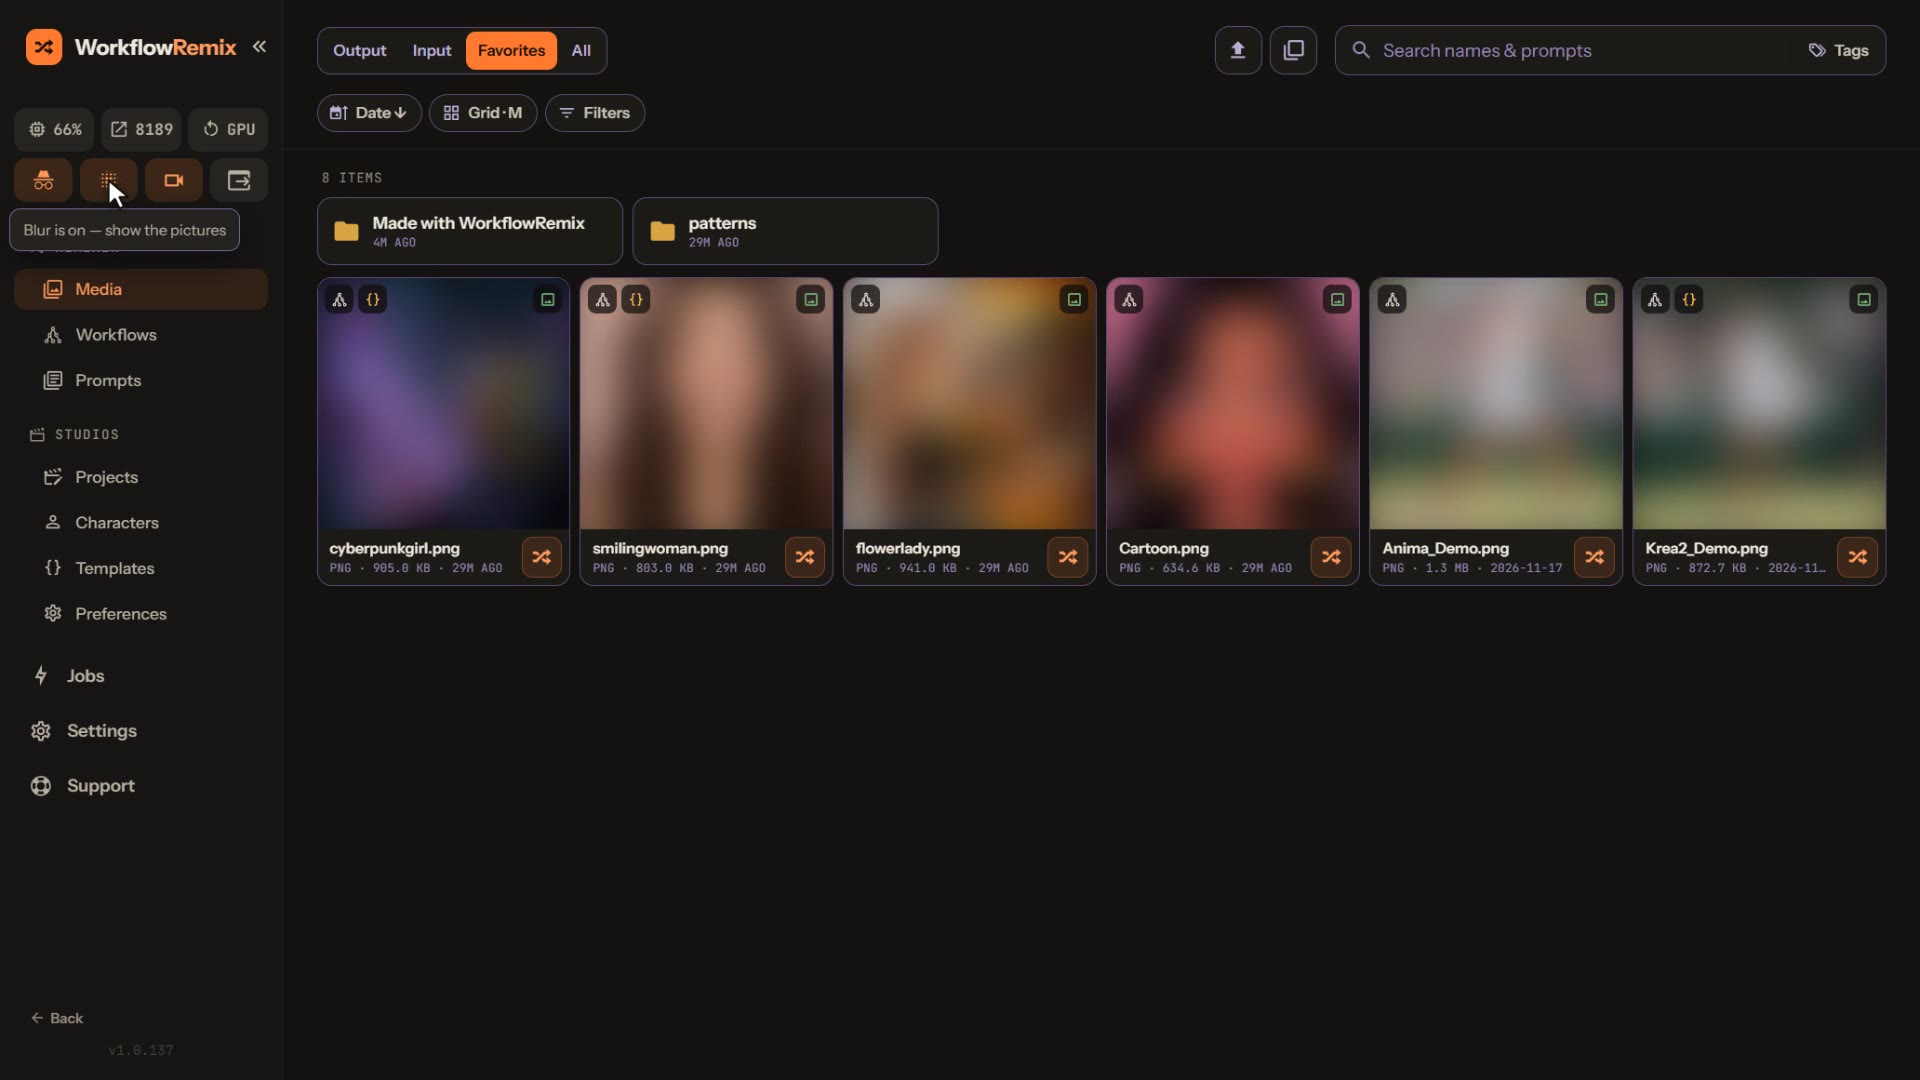 WorkflowRemix
66%
8189
GPU
Blur is on — show the pictures
Media
Workflows
Prompts
STUDIOS
Projects
Characters
Templates
Preferences
Jobs
Settings
Support
Back
v1.0.137
Output Input Favorites All
Search names & prompts
Tags
Date
Grid·M
Filters
8 ITEMS
Made with WorkflowRemix
4M AGO
patterns
29M AGO
cyberpunkgirl.png
PNG · 905.0 KB · 29M AGO
smilingwoman.png
PNG · 803.0 KB · 29M AGO
flowerlady.png
PNG · 941.0 KB · 29M AGO
Cartoon.png
PNG · 634.6 KB · 29M AGO
Anima_Demo.png
PNG · 1.3 MB · 2026-11-17
Krea2_Demo.png
PNG · 872.7 KB · 2026-11…